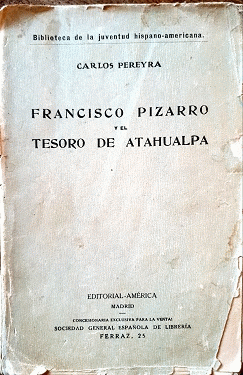 Biblioteca de la juventud hispano-americana.
CARLOS PEREYRA
FRANCISCO PIZARRO
Y EL
TESORO DE ATAHUALPA
EDITORIAL-AMÉRICA
MADRID
CONCESIONARIA EXCLUSIVA PARA LA VENTA:
SOCIEDAD GENERAL ESPAÑOLA DE LIBRERÍA
FERRAZ, 25